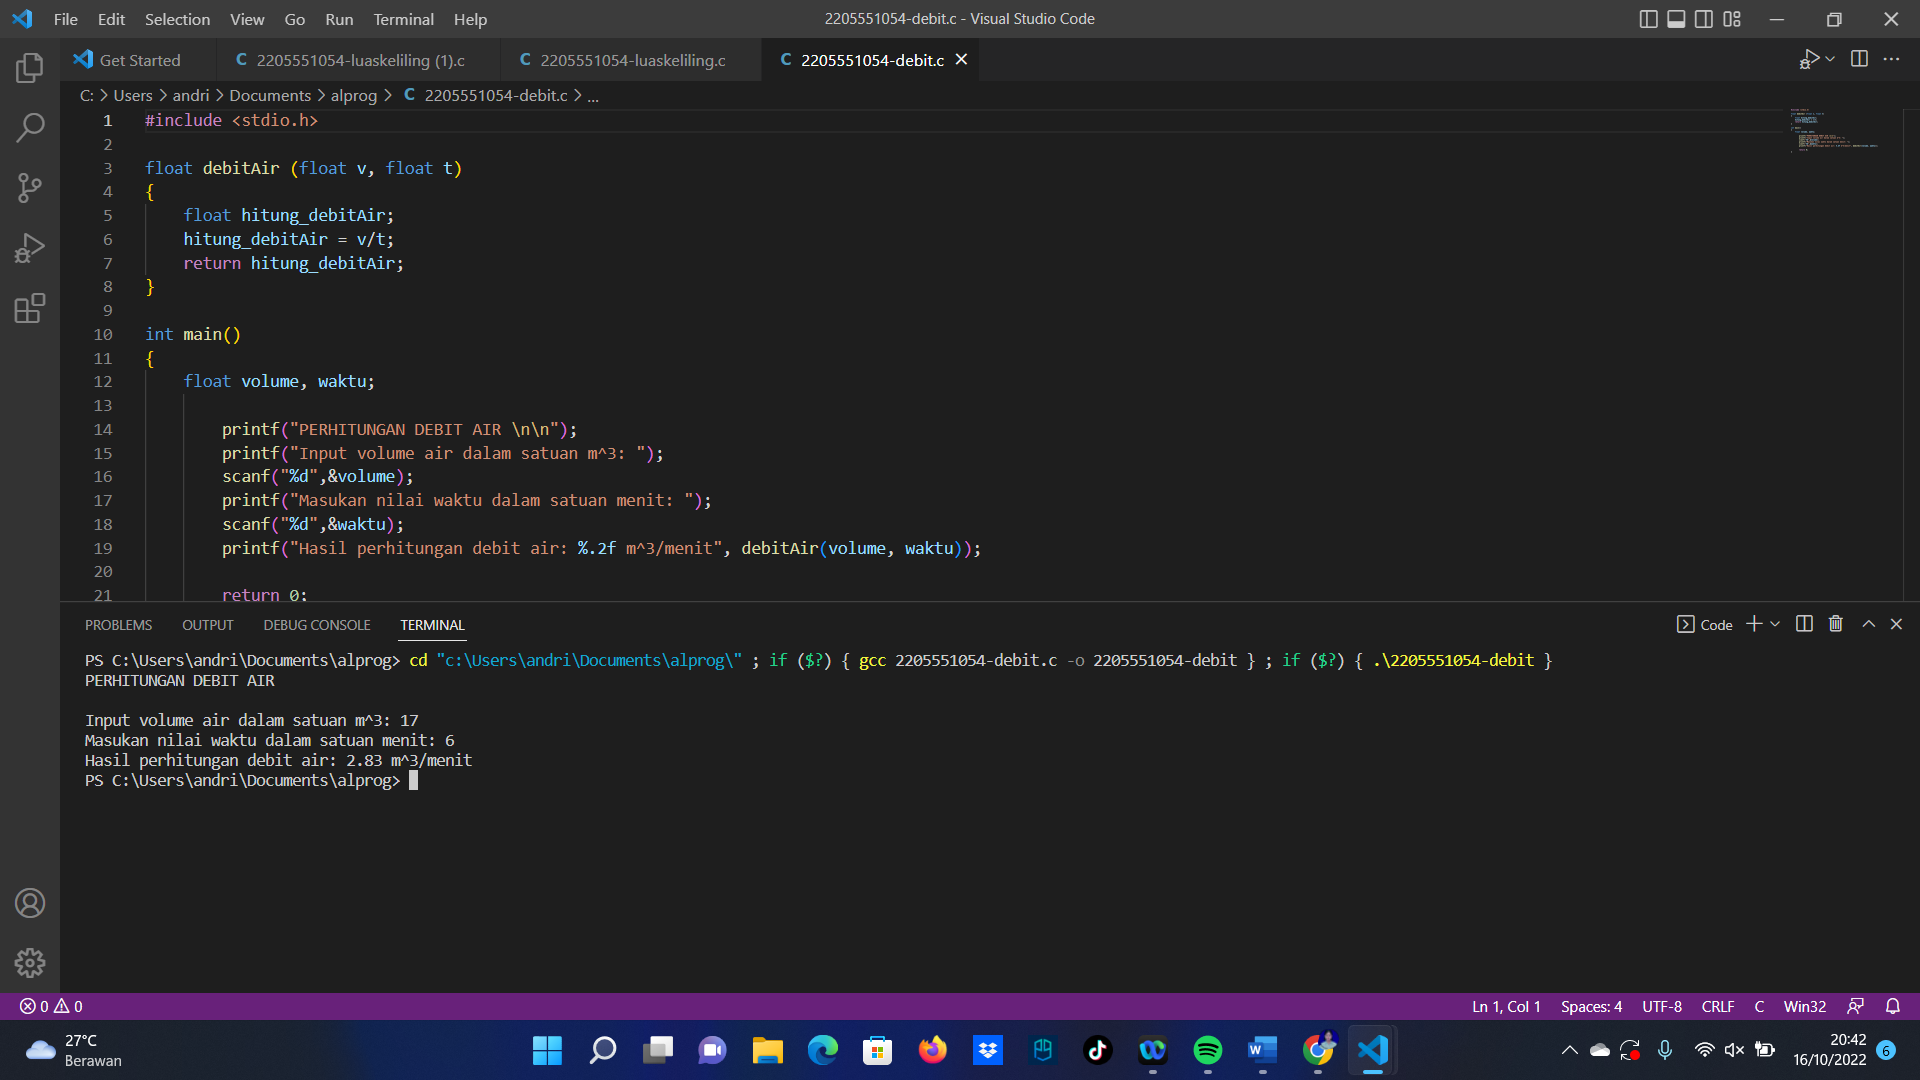 File Edit Selection View Go Run Terminal Help 2205551054-debit.c - Visual Studio Code
Get Started C 2205551054-luaskeliling (1).c C 2205551054-luaskeliling.c C 2205551054-debit.c
C: > Users > andri > Documents > alprog > C 2205551054-debit.c > ...
1 #include <stdio.h>
2
3 float debitAir (float v, float t)
4 {
5 float hitung_debitAir;
6 hitung_debitAir = v/t;
7 return hitung_debitAir;
8 }
9
10 int main()
11 {
12 float volume, waktu;
13
14 printf("PERHITUNGAN DEBIT AIR \n\n");
15 printf("Input volume air dalam satuan m^3: ");
16 scanf("%d",&volume);
17 printf("Masukan nilai waktu dalam satuan menit: ");
18 scanf("%d",&waktu);
19 printf("Hasil perhitungan debit air: %.2f m^3/menit", debitAir(volume, waktu));
20
21 return 0;
PROBLEMS OUTPUT DEBUG CONSOLE TERMINAL Code
PS C:\Users\andri\Documents\alprog> cd "c:\Users\andri\Documents\alprog\" ; if ($?) { gcc 2205551054-debit.c -o 2205551054-debit } ; if ($?) { .\2205551054-debit }
PERHITUNGAN DEBIT AIR
Input volume air dalam satuan m^3: 17
Masukan nilai waktu dalam satuan menit: 6
Hasil perhitungan debit air: 2.83 m^3/menit
PS C:\Users\andri\Documents\alprog>
0 0 Ln 1, Col 1 Spaces: 4 UTF-8 CRLF C Win32
27°C
Berawan
20:42
16/10/2022
6